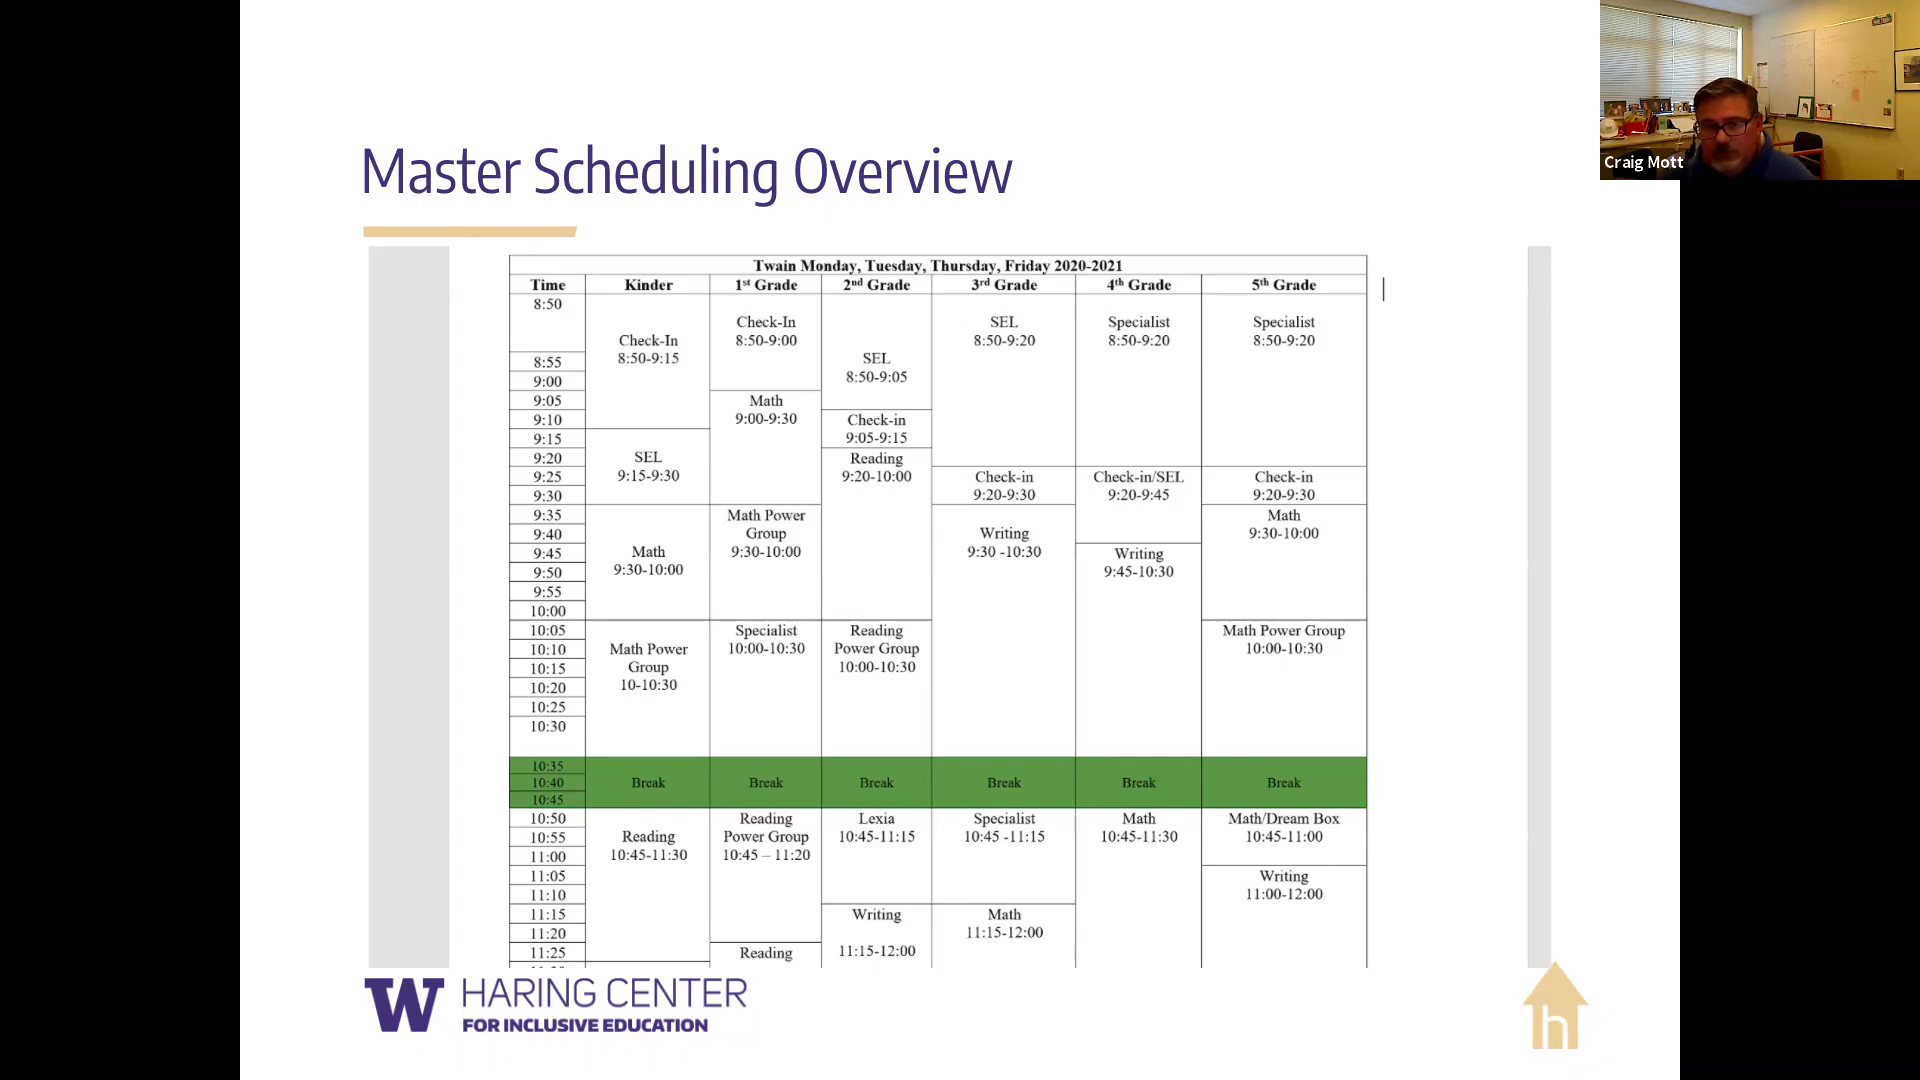 Craig Mott
Master Scheduling Overview
Twain Monday, Tuesday, Thursday, Friday 2020-2021
Time Kinder 1st Grade 2nd Grade 3rd Grade 4th Grade 5th Grade
8:50
8:55
9:00
9:05
9:10
9:15
9:20
9:25
9:30
9:35
9:40
9:45
9:50
9:55
10:00
10:05
10:10
10:15
10:20
10:25
10:30
10:35
10:40
10:45
10:50
10:55
11:00
11:05
11:10
11:15
11:20
11:25
Check-In
8:50-9:15
SEL
9:15-9:30
Math
9:30-10:00
Math Power
Group
10-10:30
Break
Reading
10:45-11:30
Check-In
8:50-9:00
Math
9:00-9:30
Math Power
Group
9:30-10:00
Specialist
10:00-10:30
Break
Reading
Power Group
10:45 – 11:20
Reading
SEL
8:50-9:05
Check-in
9:05-9:15
Reading
9:20-10:00
Reading
Power Group
10:00-10:30
Break
Lexia
10:45-11:15
Writing
11:15-12:00
SEL
8:50-9:20
Check-in
9:20-9:30
Writing
9:30 -10:30
Break
Specialist
10:45 -11:15
Math
11:15-12:00
Specialist
8:50-9:20
Check-in/SEL
9:20-9:45
Writing
9:45-10:30
Break
Math
10:45-11:30
Specialist
8:50-9:20
Check-in
9:20-9:30
Math
9:30-10:00
Math Power Group
10:00-10:30
Break
Math/Dream Box
10:45-11:00
Writing
11:00-12:00
W HARING CENTER
FOR INCLUSIVE EDUCATION
h